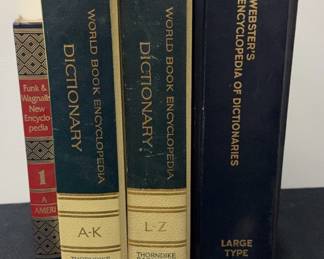 Funk &
Wagnalls
New
Encyclo-
pedia
1
A
AMERI
WORLD BOOK ENCYCLOPEDIA
DICTIONARY
A-K
WORLD BOOK ENCYCLOPEDIA
DICTIONARY
L-Z
THORNDIKE
WEBSTER'S
ENCYCLOPEDIA OF DICTIONARIES
LARGE
TYPE